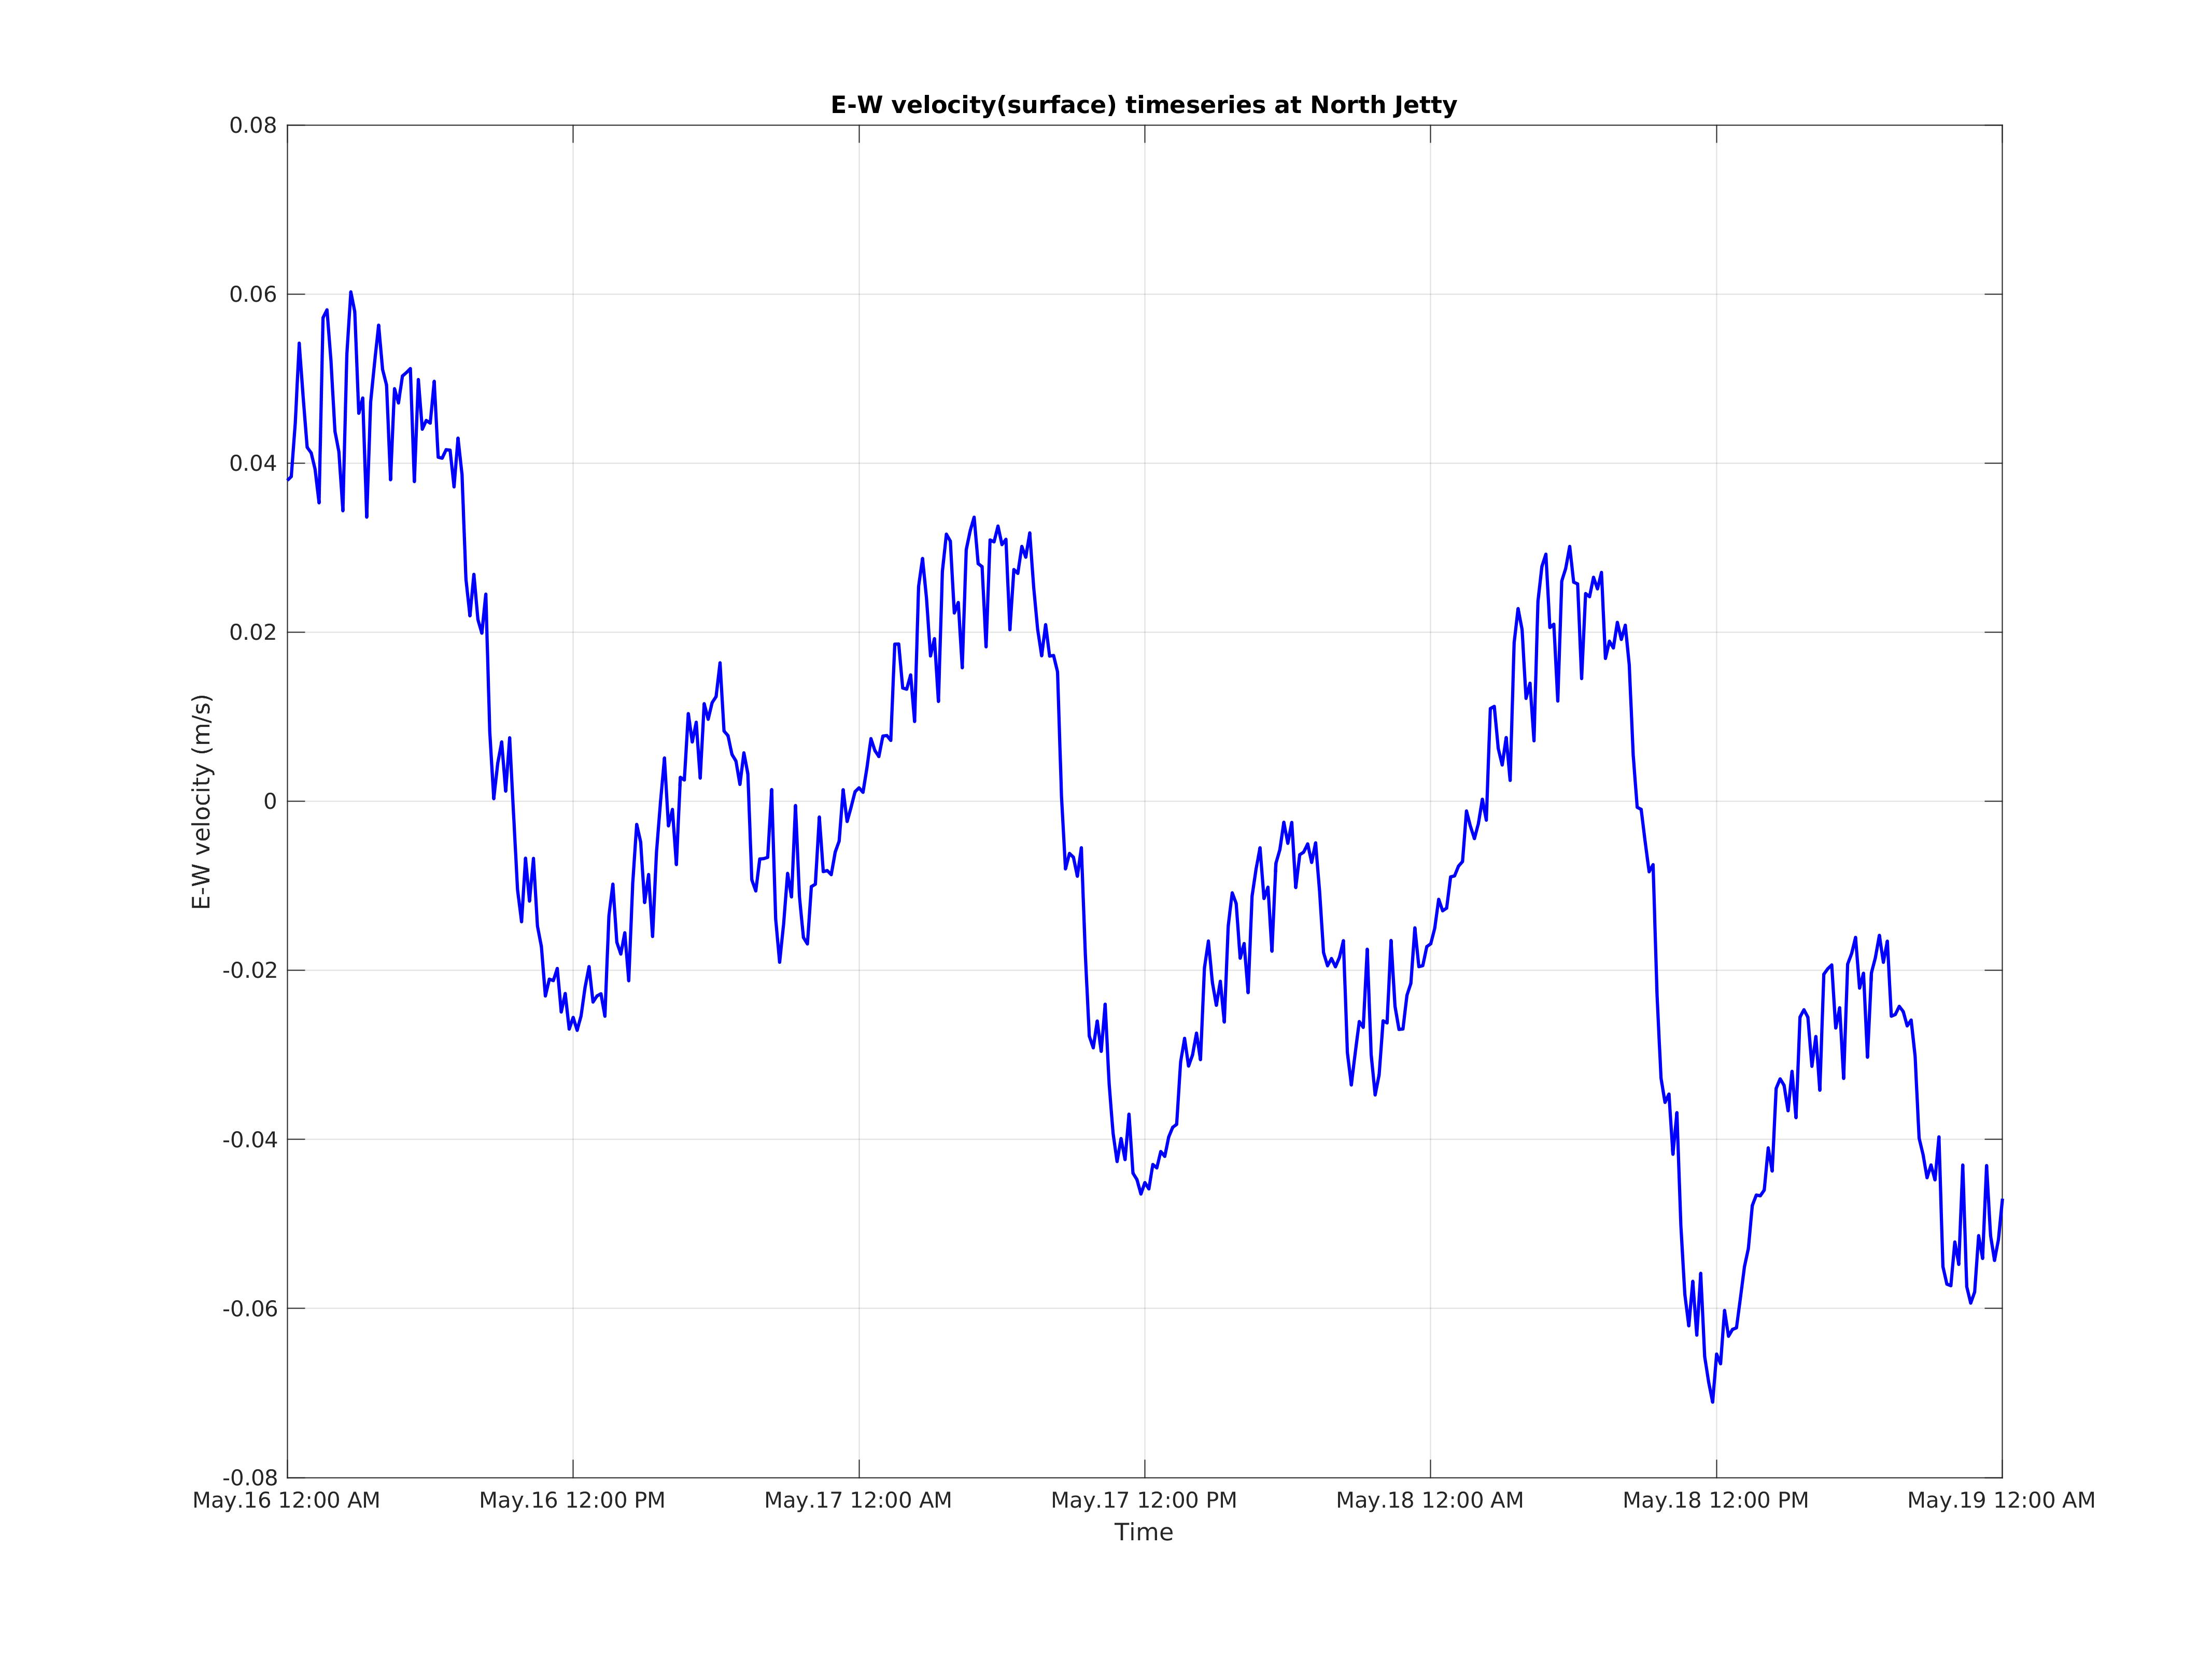 E-W velocity(surface) timeseries at North Jetty
0.08
0.06
0.04
0.02
0
-0.02
-0.04
-0.06
-0.08
E-W velocity (m/s)
May.16 12:00 AM May.16 12:00 PM May.17 12:00 AM May.17 12:00 PM May.18 12:00 AM May.18 12:00 PM May.19 12:00 AM
Time